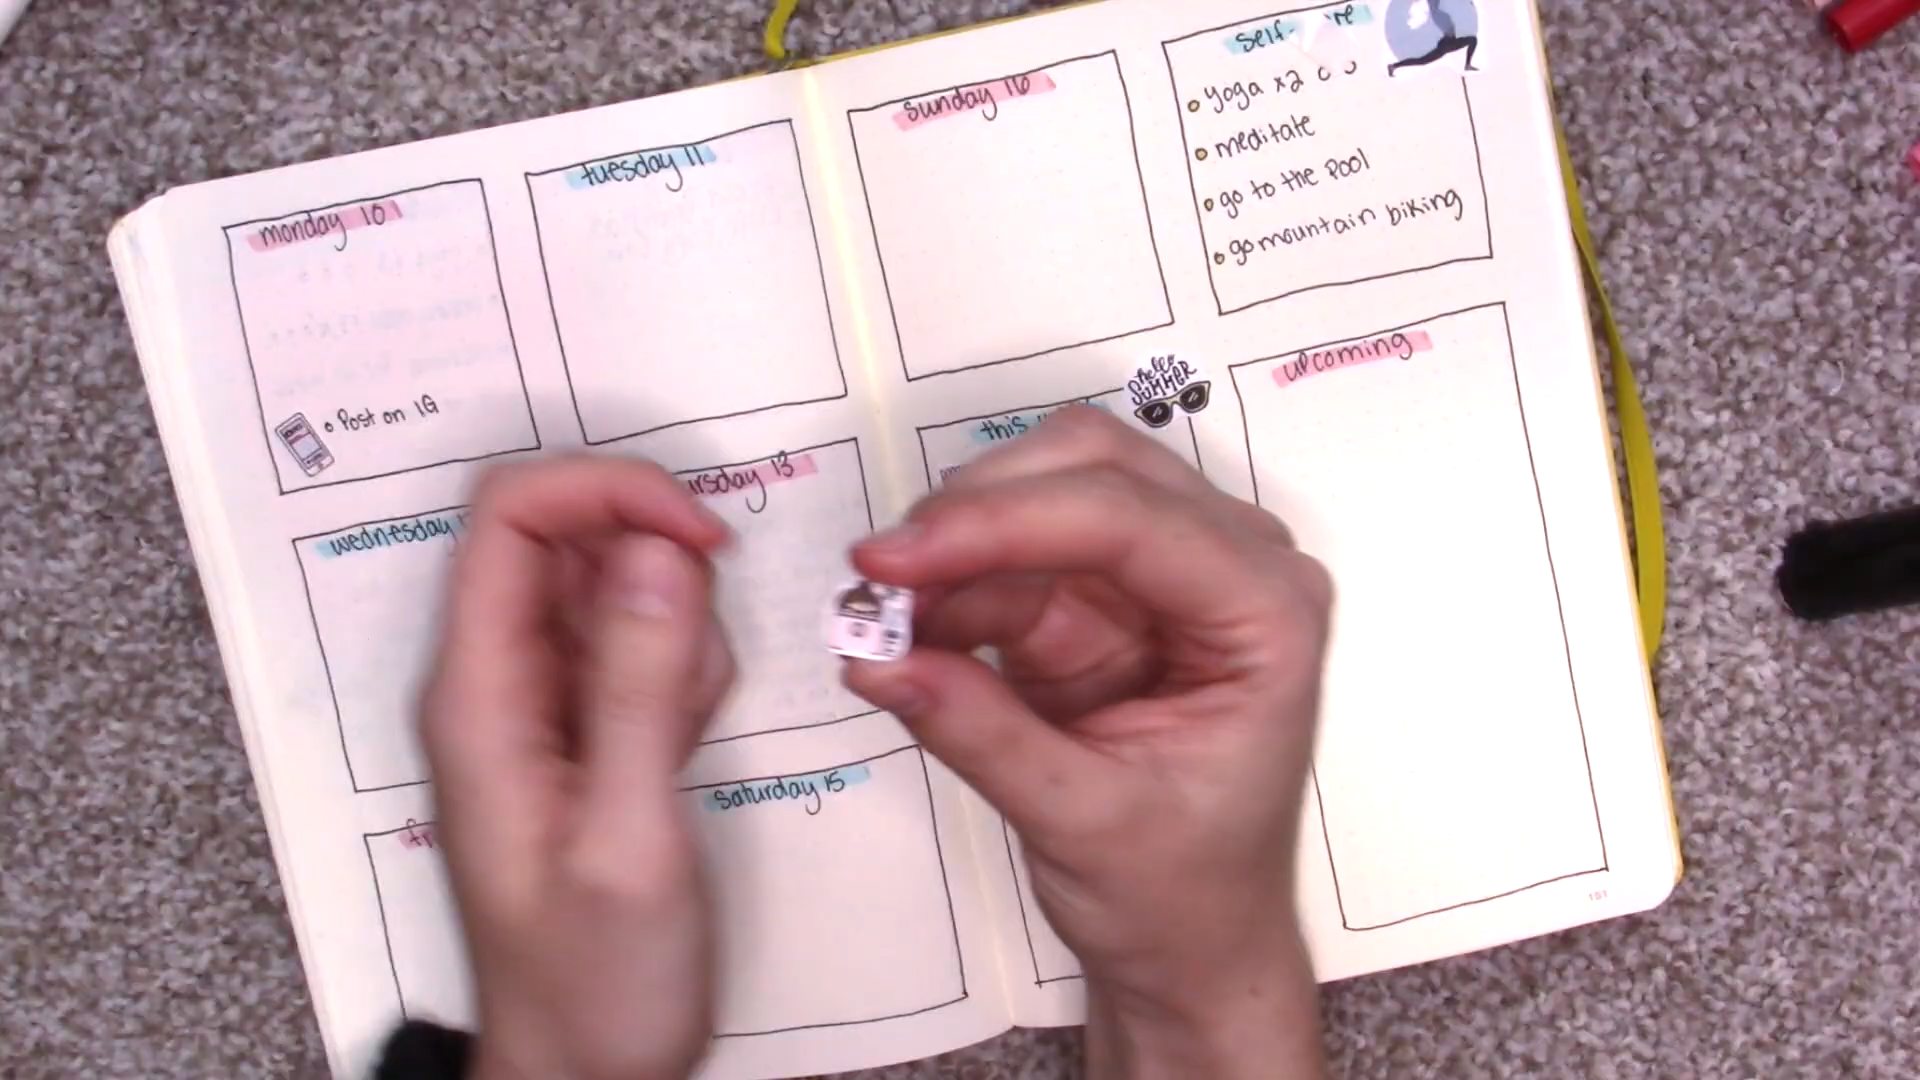 monday 10
Post on IG
tuesday 11
wednesday
rsday 13
saturday 15
sunday 16
self-
yoga x2
meditate
go to the pool
go mountain biking
hello
SUMMER
this
upcoming
151